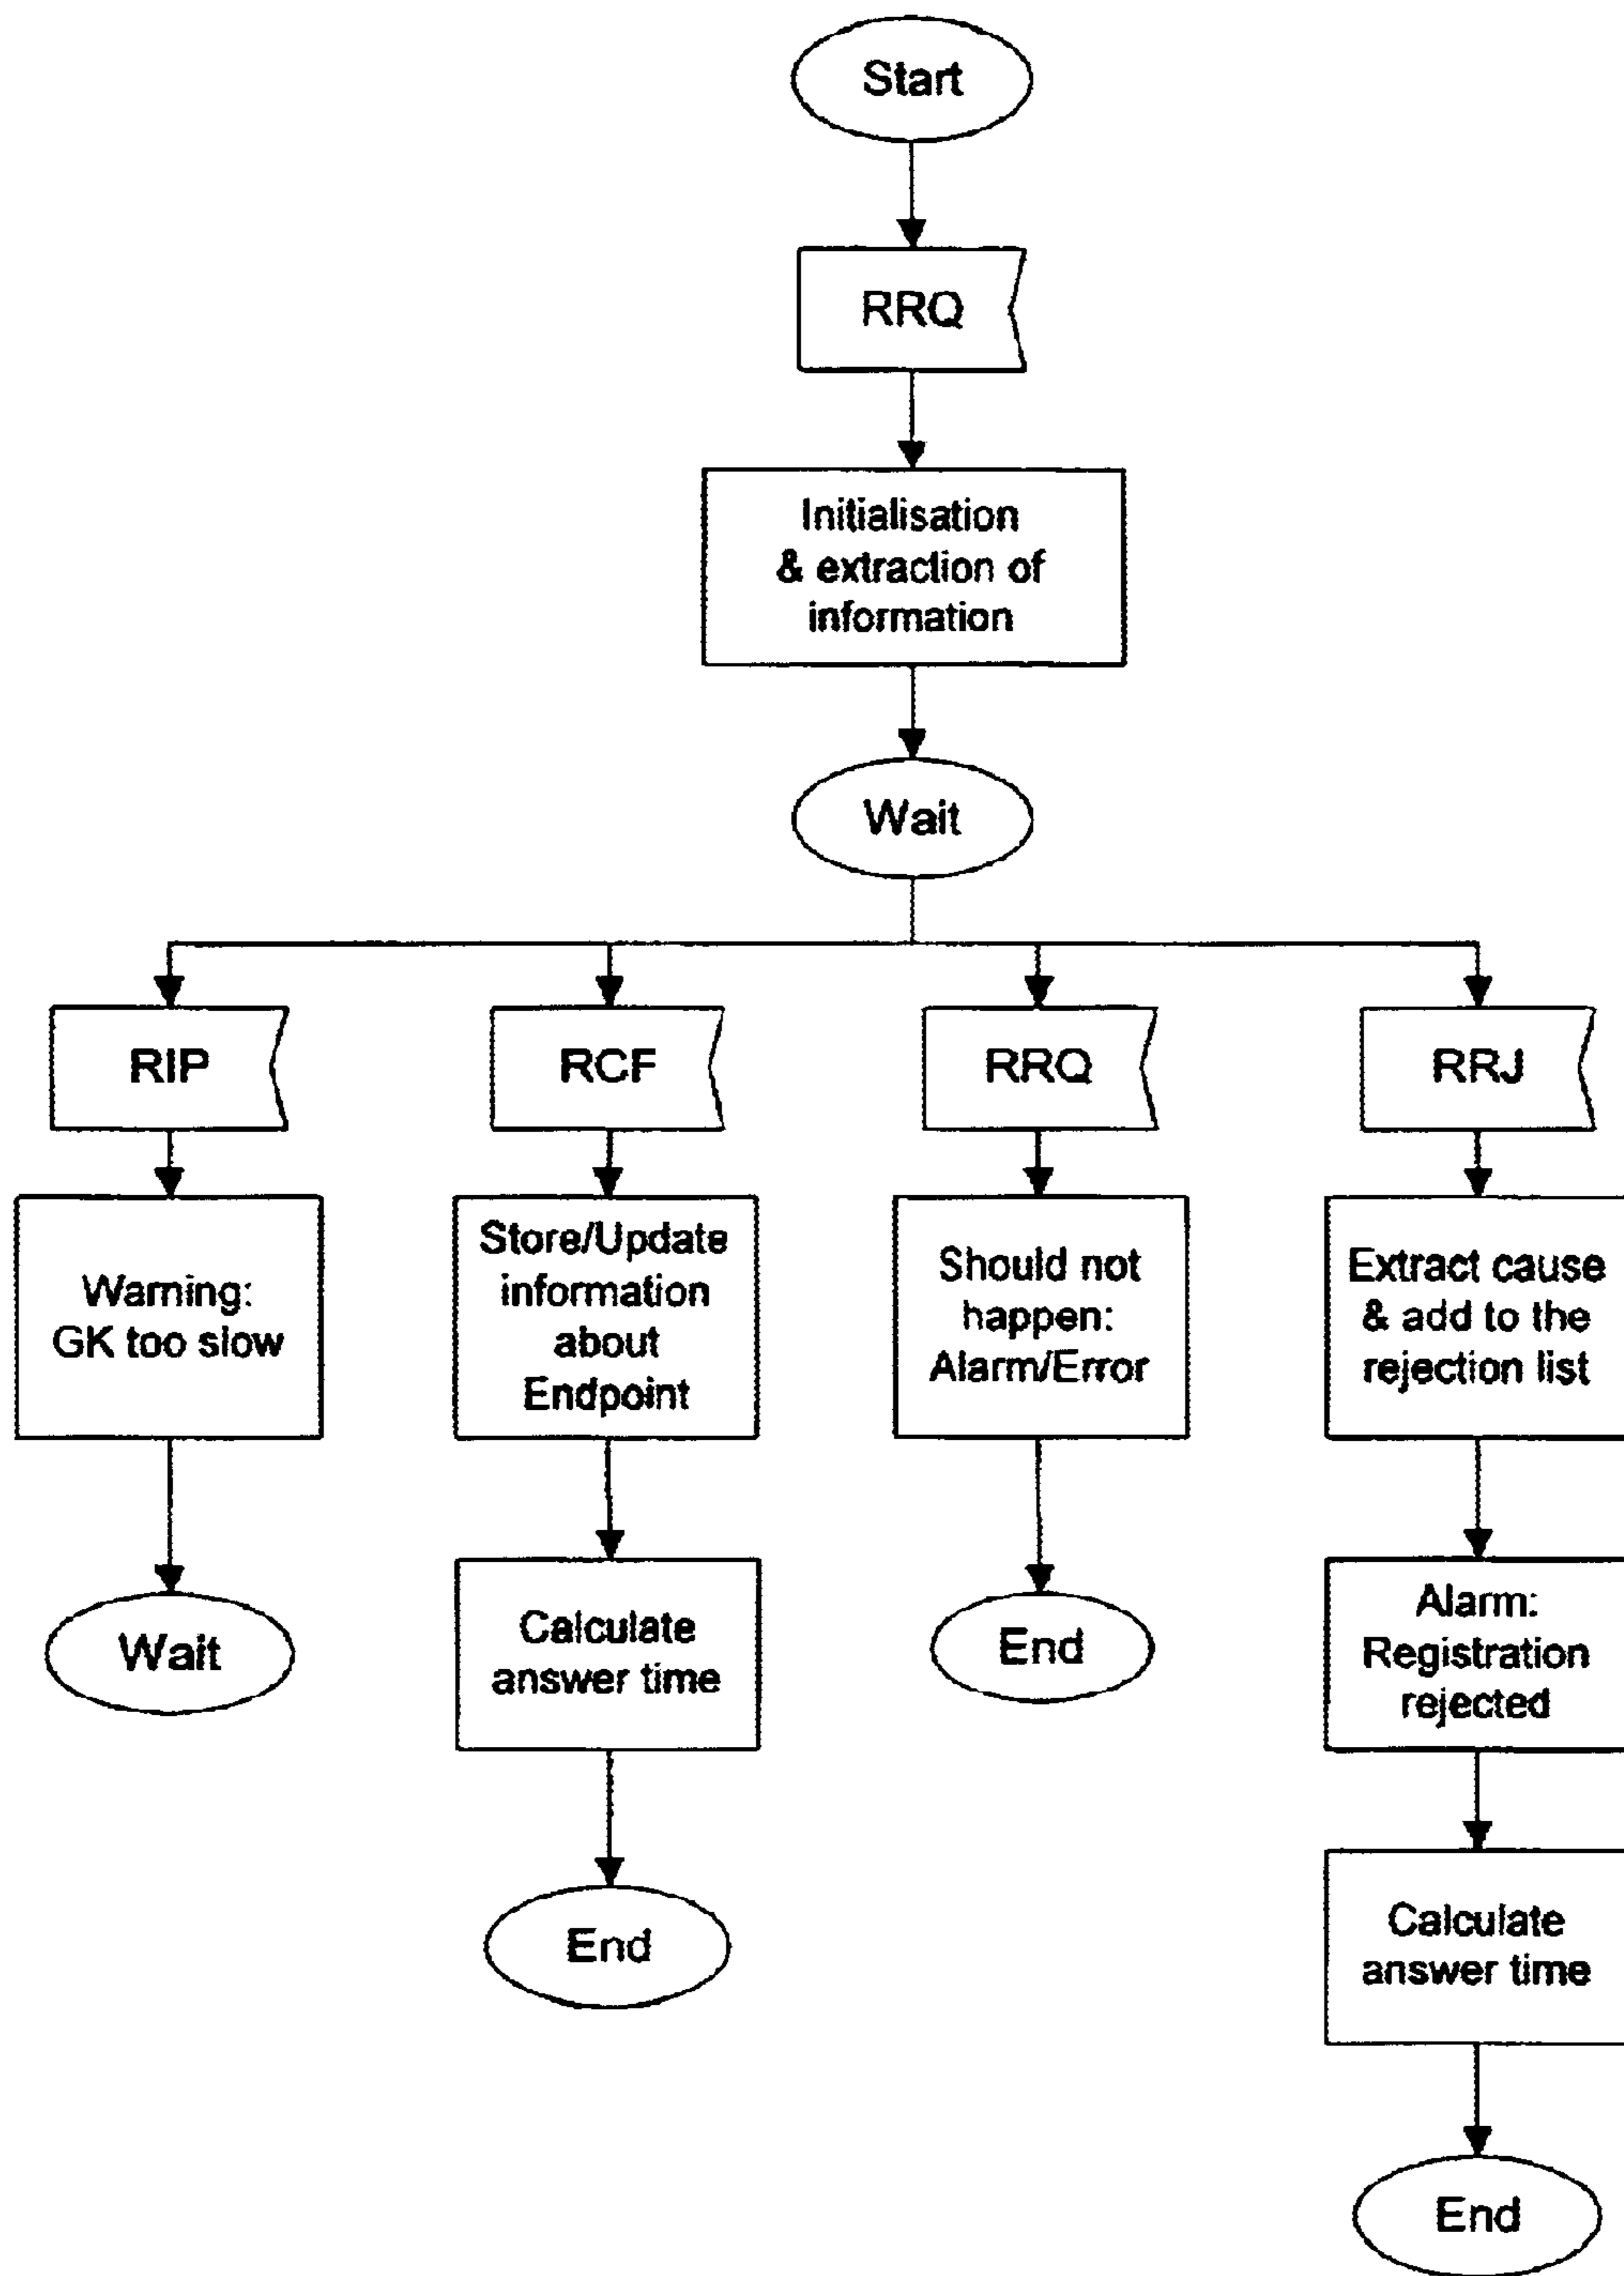 Start
RRQ
Initialisation
& extraction of
information
Wait
RIP
RCF
RRQ
RRJ
Warning:
GK too slow
Store/Update
information
about
Endpoint
Should not
happen:
Alarm/Error
Extract cause
& add to the
rejection list
Wait
Calculate
answer time
End
Alarm:
Registration
rejected
End
Calculate
answer time
End